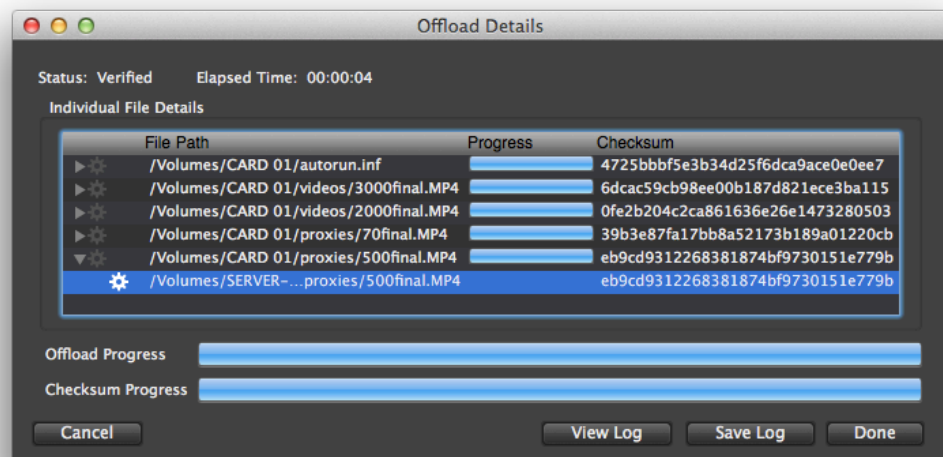 Offload Details
Status: Verified Elapsed Time: 00:00:04
Individual File Details
File Path Progress Checksum
/Volumes/CARD 01/autorun.inf 4725bbbf5e3b34d25f6dca9ace0e0ee7
/Volumes/CARD 01/videos/3000final.MP4 6dcac59cb98ee00b187d821ece3ba115
/Volumes/CARD 01/videos/2000final.MP4 0fe2b204c2ca861636e26e1473280503
/Volumes/CARD 01/proxies/70final.MP4 39b3e87fa17bb8a52173b189a01220cb
/Volumes/CARD 01/proxies/500final.MP4 eb9cd9312268381874bf9730151e779b
/Volumes/SERVER-...proxies/500final.MP4 eb9cd9312268381874bf9730151e779b
Offload Progress
Checksum Progress
Cancel View Log Save Log Done